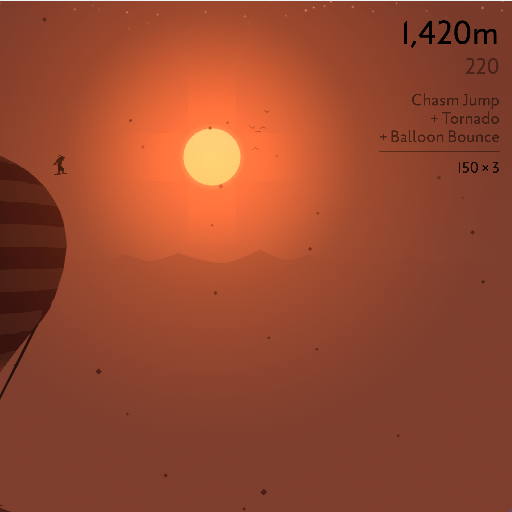 1,420m
220
Chasm Jump
+ Tornado
+ Balloon Bounce
150 × 3